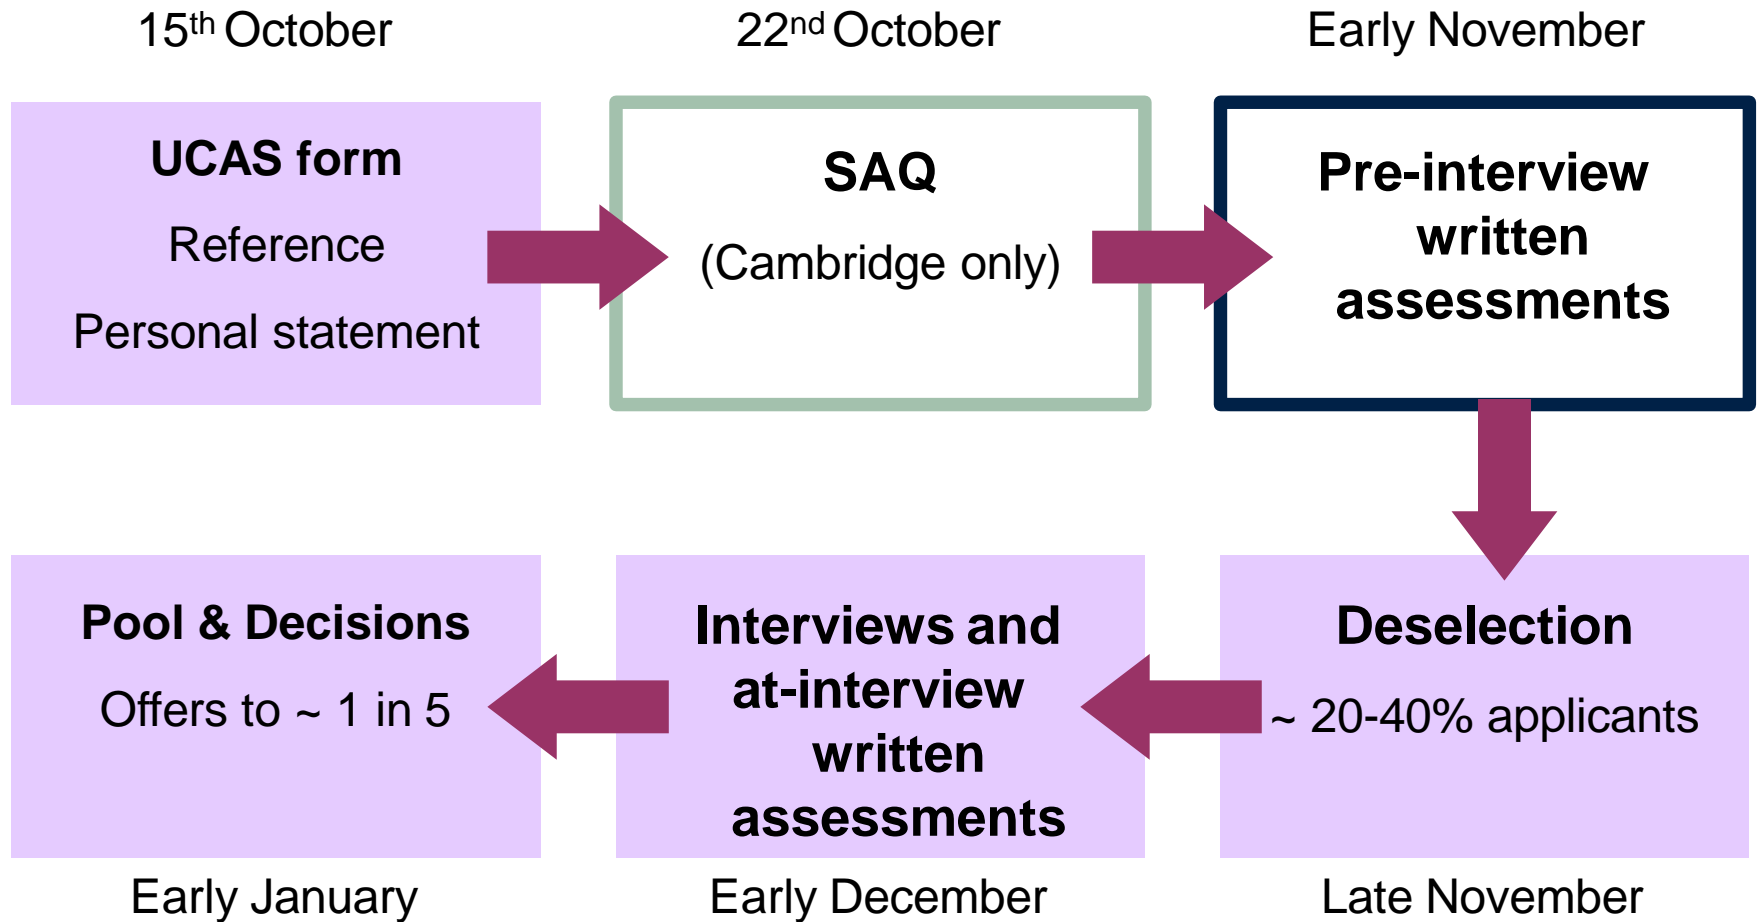 15th October
22nd October
Early November
UCAS form
Reference
Personal statement
SAQ
(Cambridge only)
Pre-interview
written
assessments
Pool & Decisions
Offers to ~ 1 in 5
Interviews and
at-interview
written
assessments
Deselection
~ 20-40% applicants
Early January
Early December
Late November